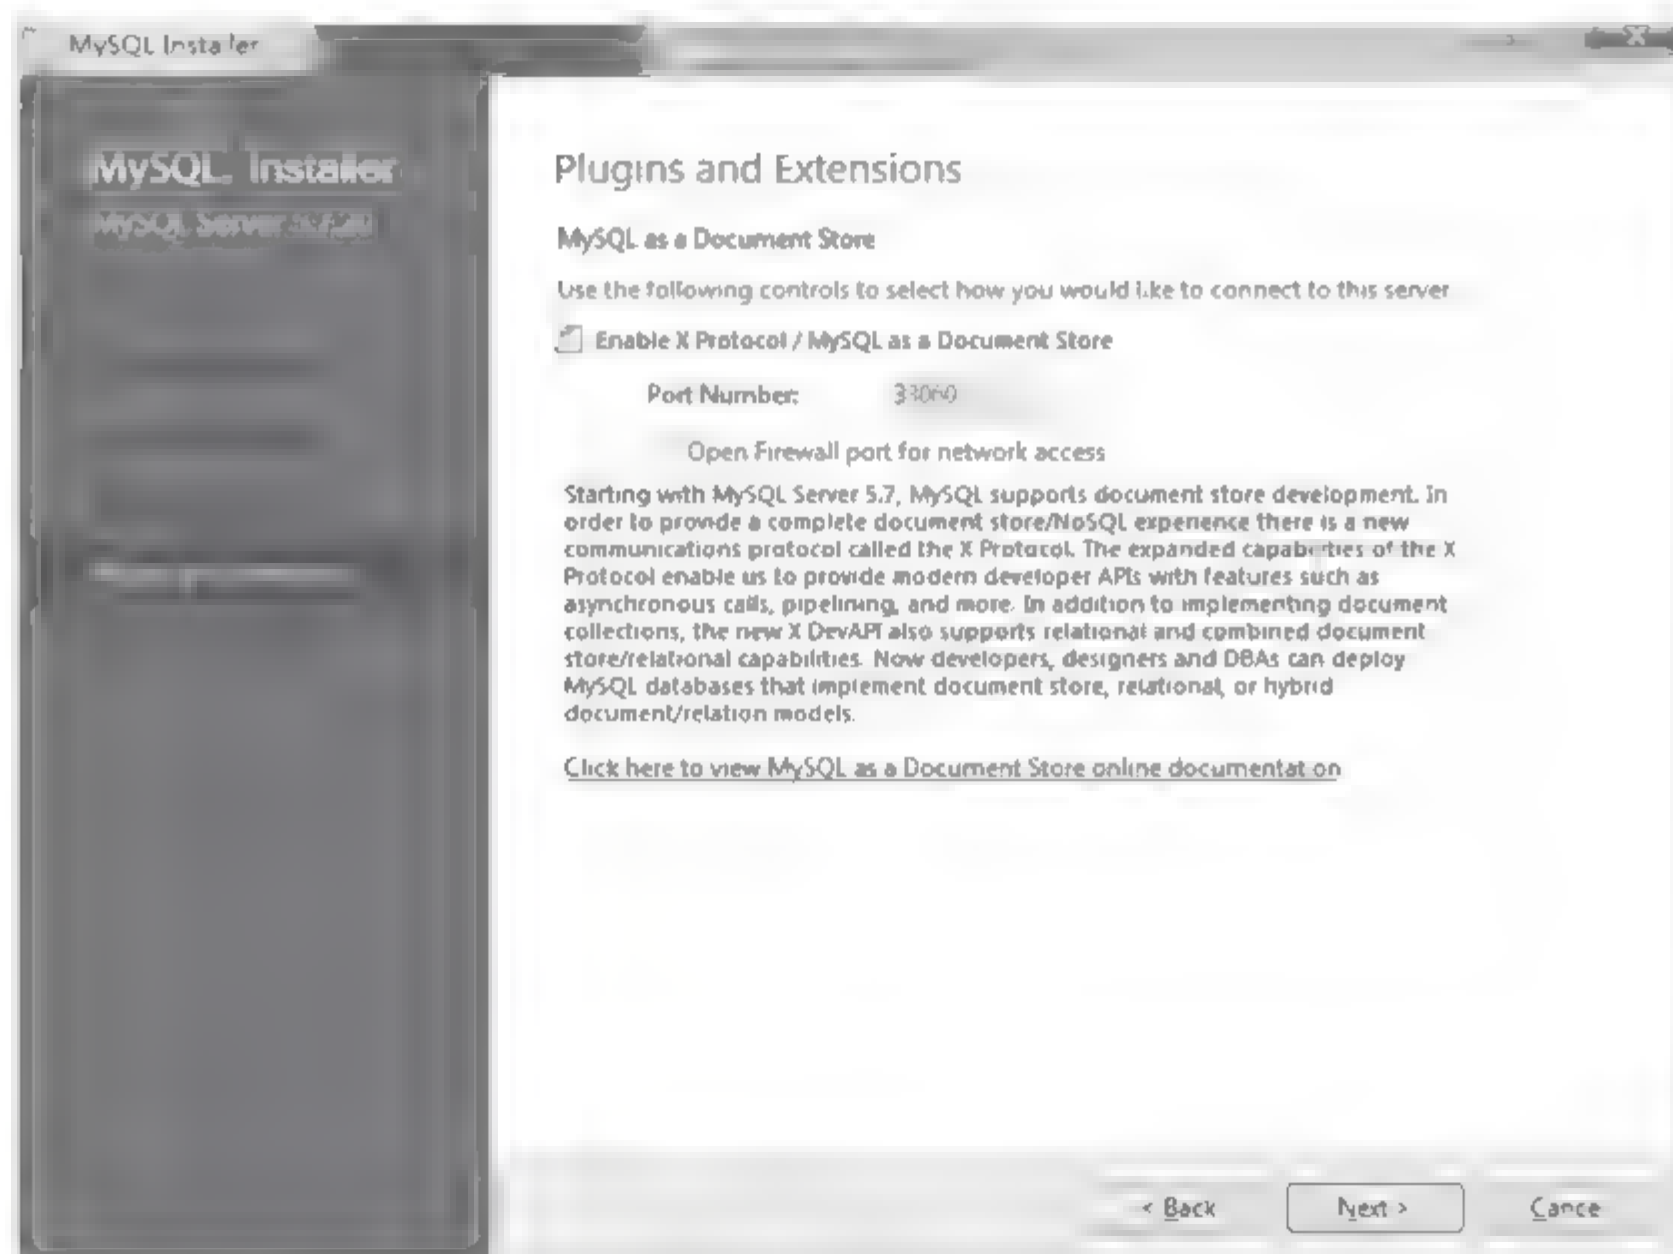 MySQL Installer
MySQL. Installer
MySQL Server
Plugins and Extensions
MySQL as a Document Store
Use the following controls to select how you would like to connect to this server
Enable X Protocol / MySQL as a Document Store
Port Number: 33060
Open Firewall port for network access
Starting with MySQL Server 5.7, MySQL supports document store development. In
order to provide a complete document store/NoSQL experience there is a new
communications protocol called the X Protocol. The expanded capabilities of the X
Protocol enable us to provide modern developer APIs with features such as
asynchronous calls, pipelining, and more. In addition to implementing document
collections, the new X DevAPI also supports relational and combined document
store/relational capabilities. Now developers, designers and DBAs can deploy
MySQL databases that implement document store, relational, or hybrid
document/relation models.
Click here to view MySQL as a Document Store online documentation
< Back
Next >
Cancel